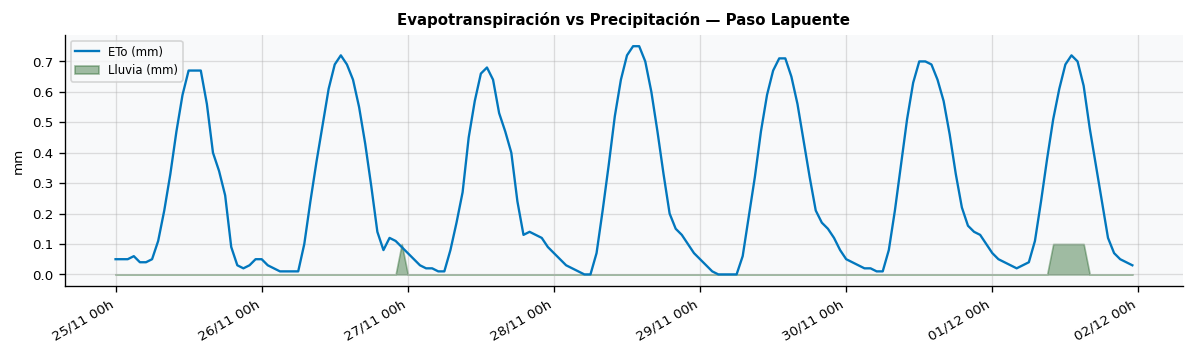 Evapotranspiración vs Precipitación — Paso Lapuente
ETo (mm)
Lluvia (mm)
mm
0.7
0.6
0.5
0.4
0.3
0.2
0.1
0.0
25/11 00h
26/11 00h
27/11 00h
28/11 00h
29/11 00h
30/11 00h
01/12 00h
02/12 00h